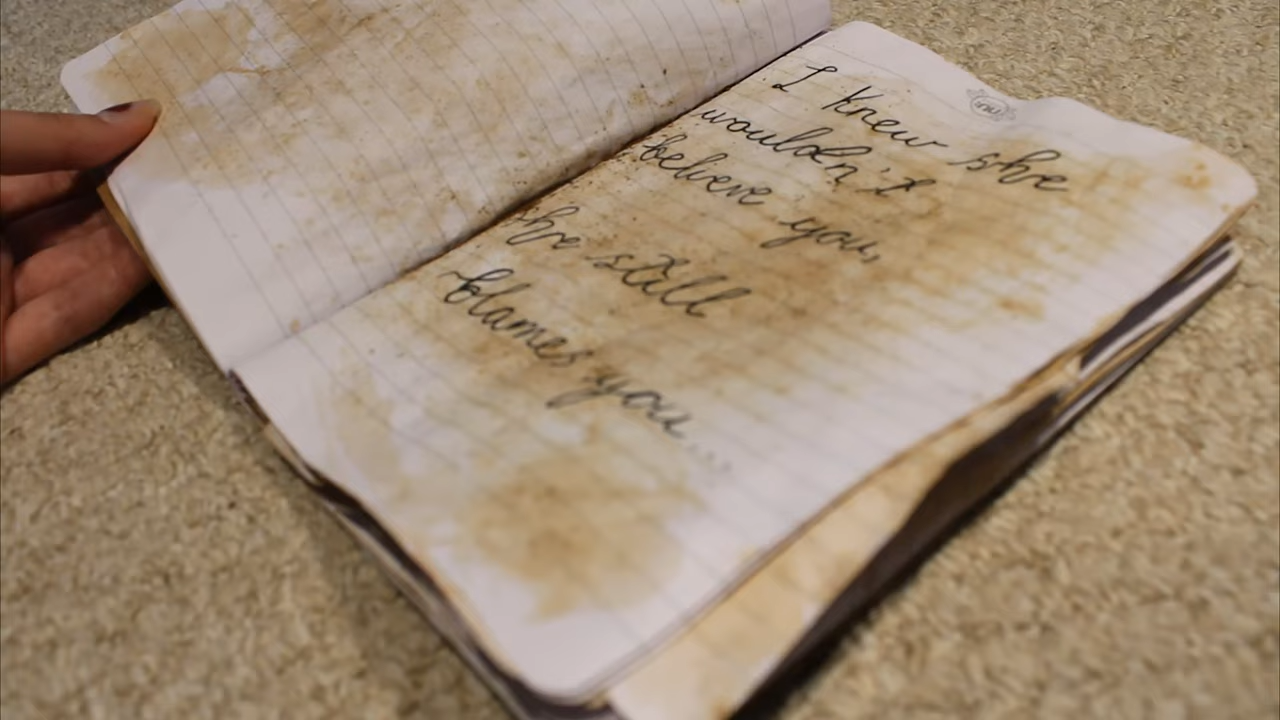 I knew she
wouldn't
believe you,
she still
blames you...